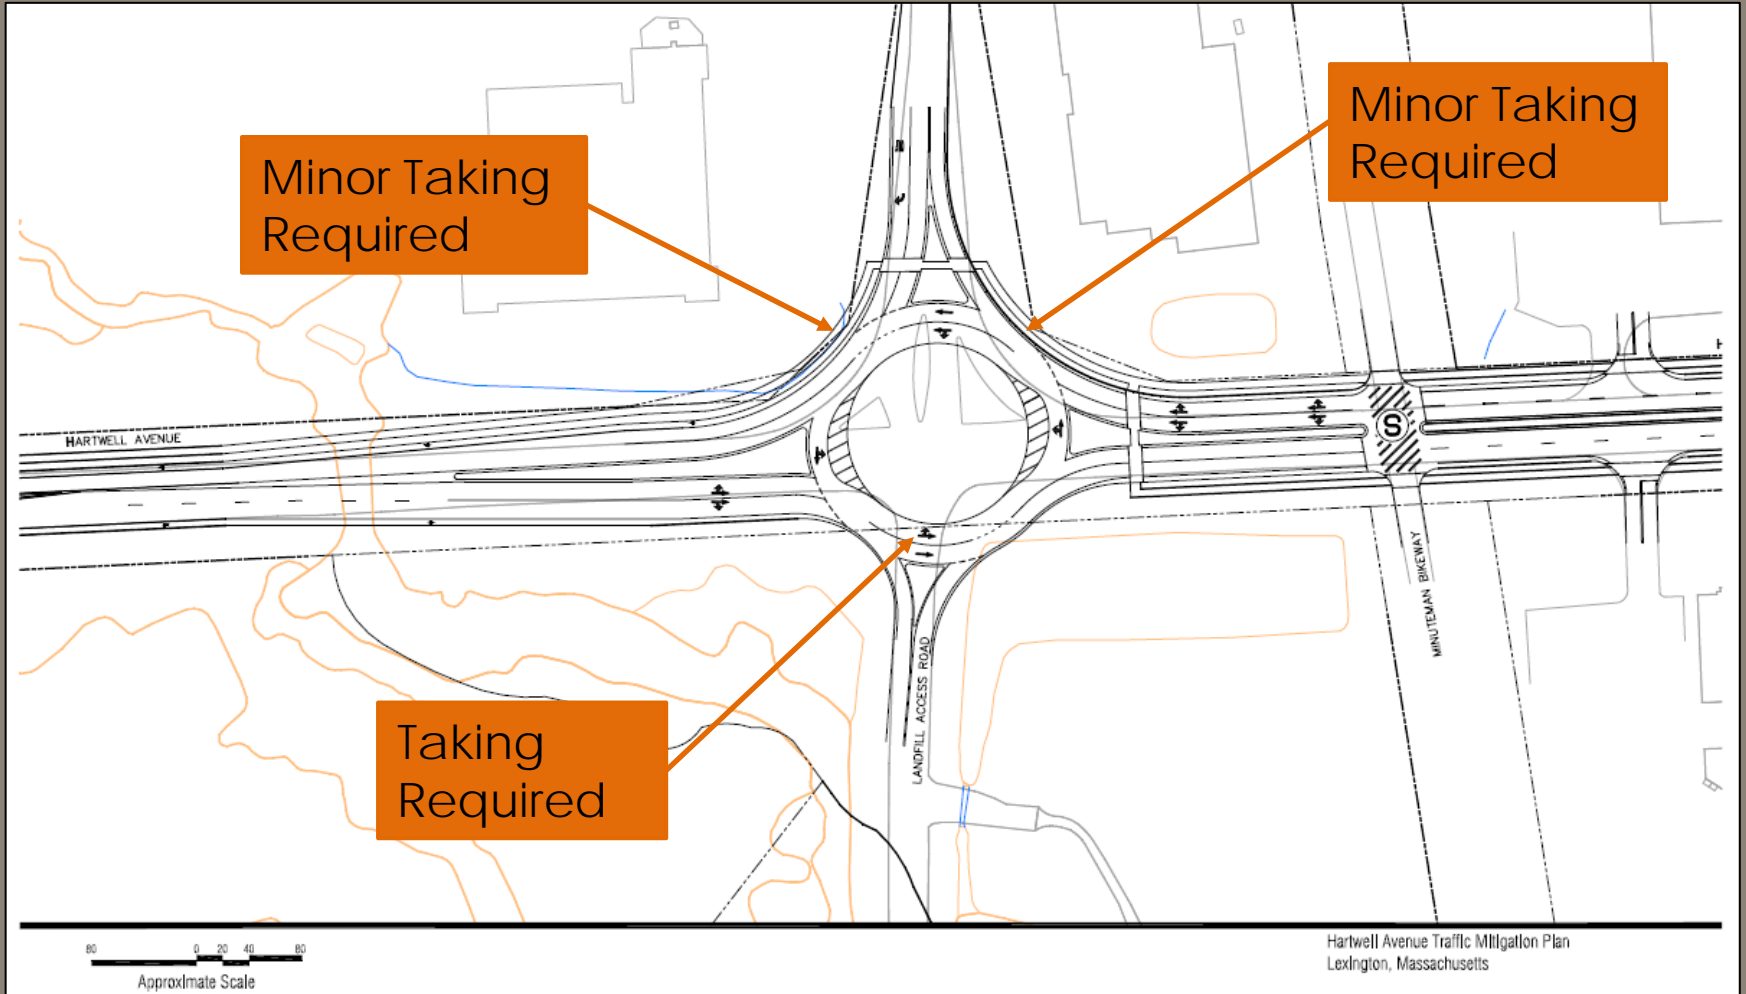 Minor Taking
Required
Minor Taking
Required
HARTWELL AVENUE
S
MINUTEMAN BIKEWAY
LANDFILL ACCESS ROAD
Taking
Required
80 0 20 40 80
Approximate Scale
Hartwell Avenue Traffic Mitigation Plan
Lexington, Massachusetts